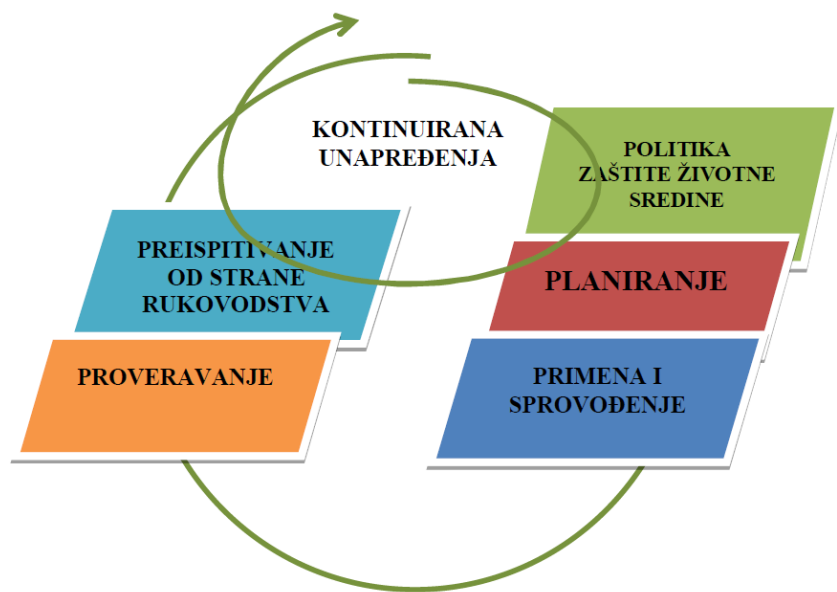 KONTINUIRANA
UNAPREĐENJA
POLITIKA
ZAŠTITE ŽIVOTNE
SREDINE
PLANIRANJE
PRIMENA I
SPROVOĐENJE
PREISPITIVANJE
OD STRANE
RUKOVODSTVA
PROVERAVANJE